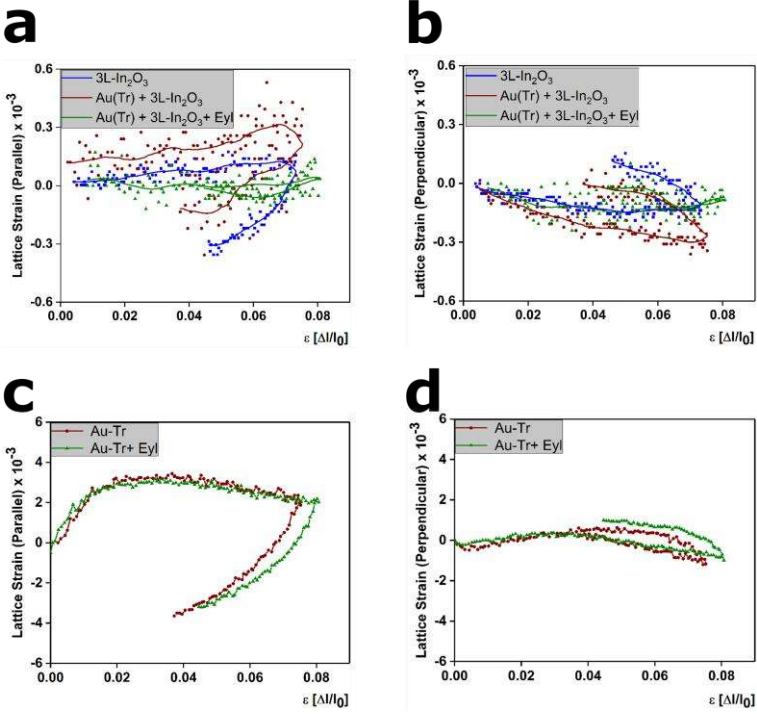 a
0.6
0.3
0.0
-0.3
-0.6
Lattice Strain (Parallel) x 10⁻³
3L-In₂O₃
Au(Tr) + 3L-In₂O₃
Au(Tr) + 3L-In₂O₃+ Eyl
0.00 0.02 0.04 0.06 0.08
ε [Δl/l₀]
b
0.6
0.3
0.0
-0.3
-0.6
Lattice Strain (Perpendicular) x 10⁻³
3L-In₂O₃
Au(Tr) + 3L-In₂O₃
Au(Tr) + 3L-In₂O₃+ Eyl
0.00 0.02 0.04 0.06 0.08
ε [Δl/l₀]
c
6
4
2
0
-2
-4
-6
Lattice Strain (Parallel) x 10⁻³
Au-Tr
Au-Tr+ Eyl
0.00 0.02 0.04 0.06 0.08
ε [Δl/l₀]
d
6
4
2
0
-2
-4
-6
Lattice Strain (Perpendicular) x 10⁻³
Au-Tr
Au-Tr+ Eyl
0.00 0.02 0.04 0.06 0.08
ε [Δl/l₀]